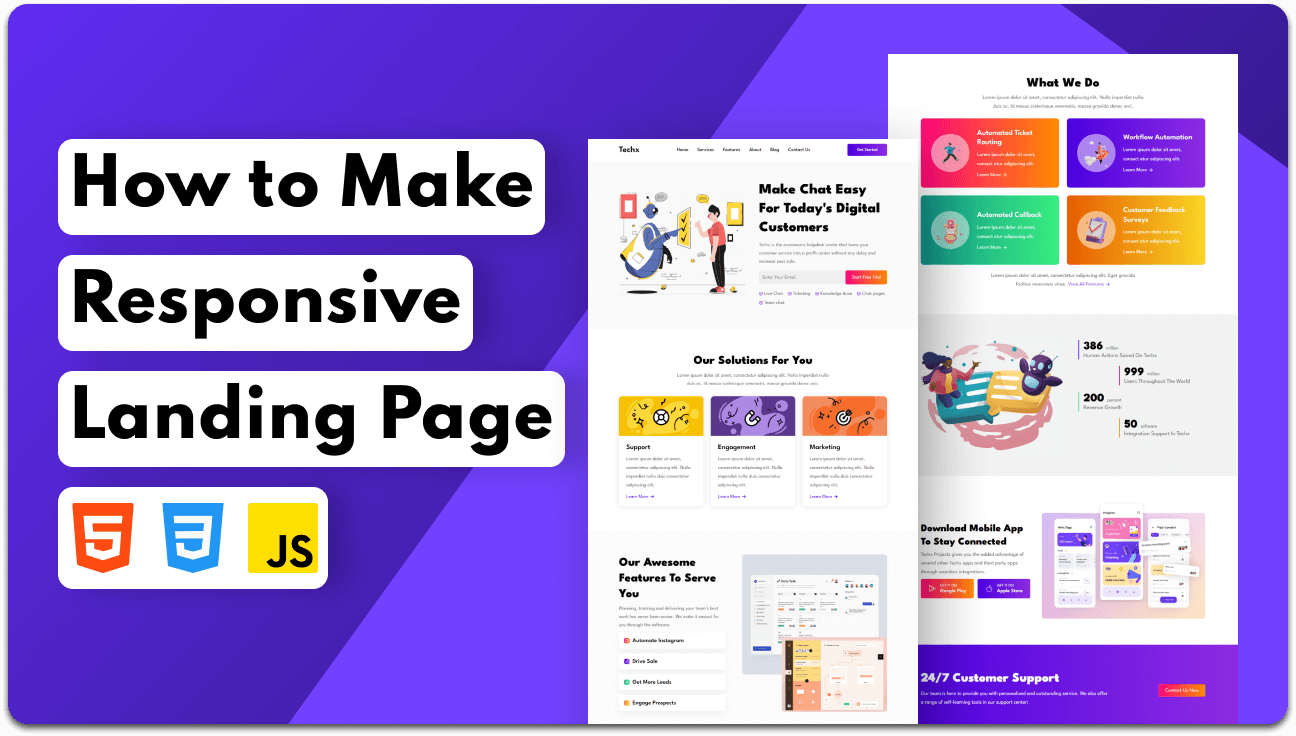 How to Make
Responsive
Landing Page
JS
Techx
Home Services Features About Blog Contact Us
Get Started
Make Chat Easy
For Today's Digital
Customers
Techx is the ecommerce helpdesk center that turns your
customer service into a profit center without any delay and
increase your sale.
Enter Your Email
Start Free Trial
Live Chat Ticketing Knowledge Base Chat pages
Team chat
Our Solutions For You
Lorem ipsum dolor sit amet, consectetur adipiscing elit. Nulla imperdiet nulla
duis ac. Id massa scelerisque venenatis, massa gravida donec orci.
Support
Lorem ipsum dolor sit amet,
consectetur adipiscing elit. Nulla
imperdiet nulla duis consectetur
adipiscing elit.
Learn More →
Engagement
Lorem ipsum dolor sit amet,
consectetur adipiscing elit. Nulla
imperdiet nulla duis consectetur
adipiscing elit.
Learn More →
Marketing
Lorem ipsum dolor sit amet,
consectetur adipiscing elit. Nulla
imperdiet nulla duis consectetur
adipiscing elit.
Learn More →
Our Awesome
Features To Serve
You
Planning, tracking and delivering your team's best
work has never been easier. We make it easiest for
you through the software.
Automate Instagram
Drive Sale
Get More Leads
Engage Prospects
Daily Task
What We Do
Lorem ipsum dolor sit amet, consectetur adipiscing elit. Nulla imperdiet nulla
duis ac. Id massa scelerisque venenatis, massa gravida donec orci.
Automated Ticket
Routing
Lorem ipsum dolor sit amet,
consect etur adipiscing elit.
Learn More →
Workflow Automation
Lorem ipsum dolor sit amet,
consect etur adipiscing elit.
Learn More →
Automated Callback
Lorem ipsum dolor sit amet,
consect etur adipiscing elit.
Learn More →
Customer Feedback
Surveys
Lorem ipsum dolor sit amet,
consect etur adipiscing elit.
Learn More →
Lorem ipsum dolor sit amet, consectetur adipiscing elit. Eget gravida
facilisis maecenas vitae. View All Features →
386 million
Human Actions Saved On Techx
999 million
Users Throughout The World
200 percent
Revenue Growth
50 software
Integration Support In Techx
Download Mobile App
To Stay Connected
Techx Projects gives you the added advantage of
several other Techx apps and third party apps
through seamless integrations.
GET IT ON
Google Play
GET IT ON
Apple Store
Projects
24/7 Customer Support
Our team is here to provide you with personalized and outstanding service. We also offer
a range of self-learning tools in our support center:
Contact Us Now